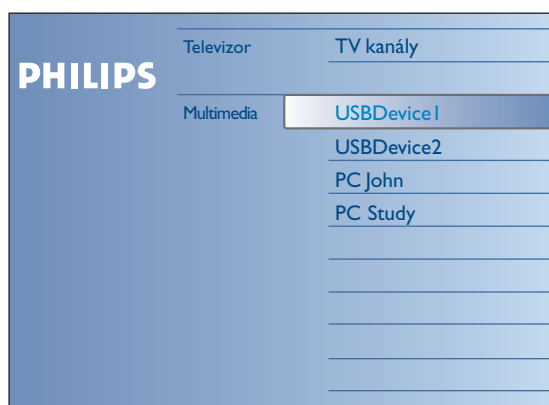 Televizor TV kanály
PHILIPS
Multimedia USBDevice1
USBDevice2
PC John
PC Study